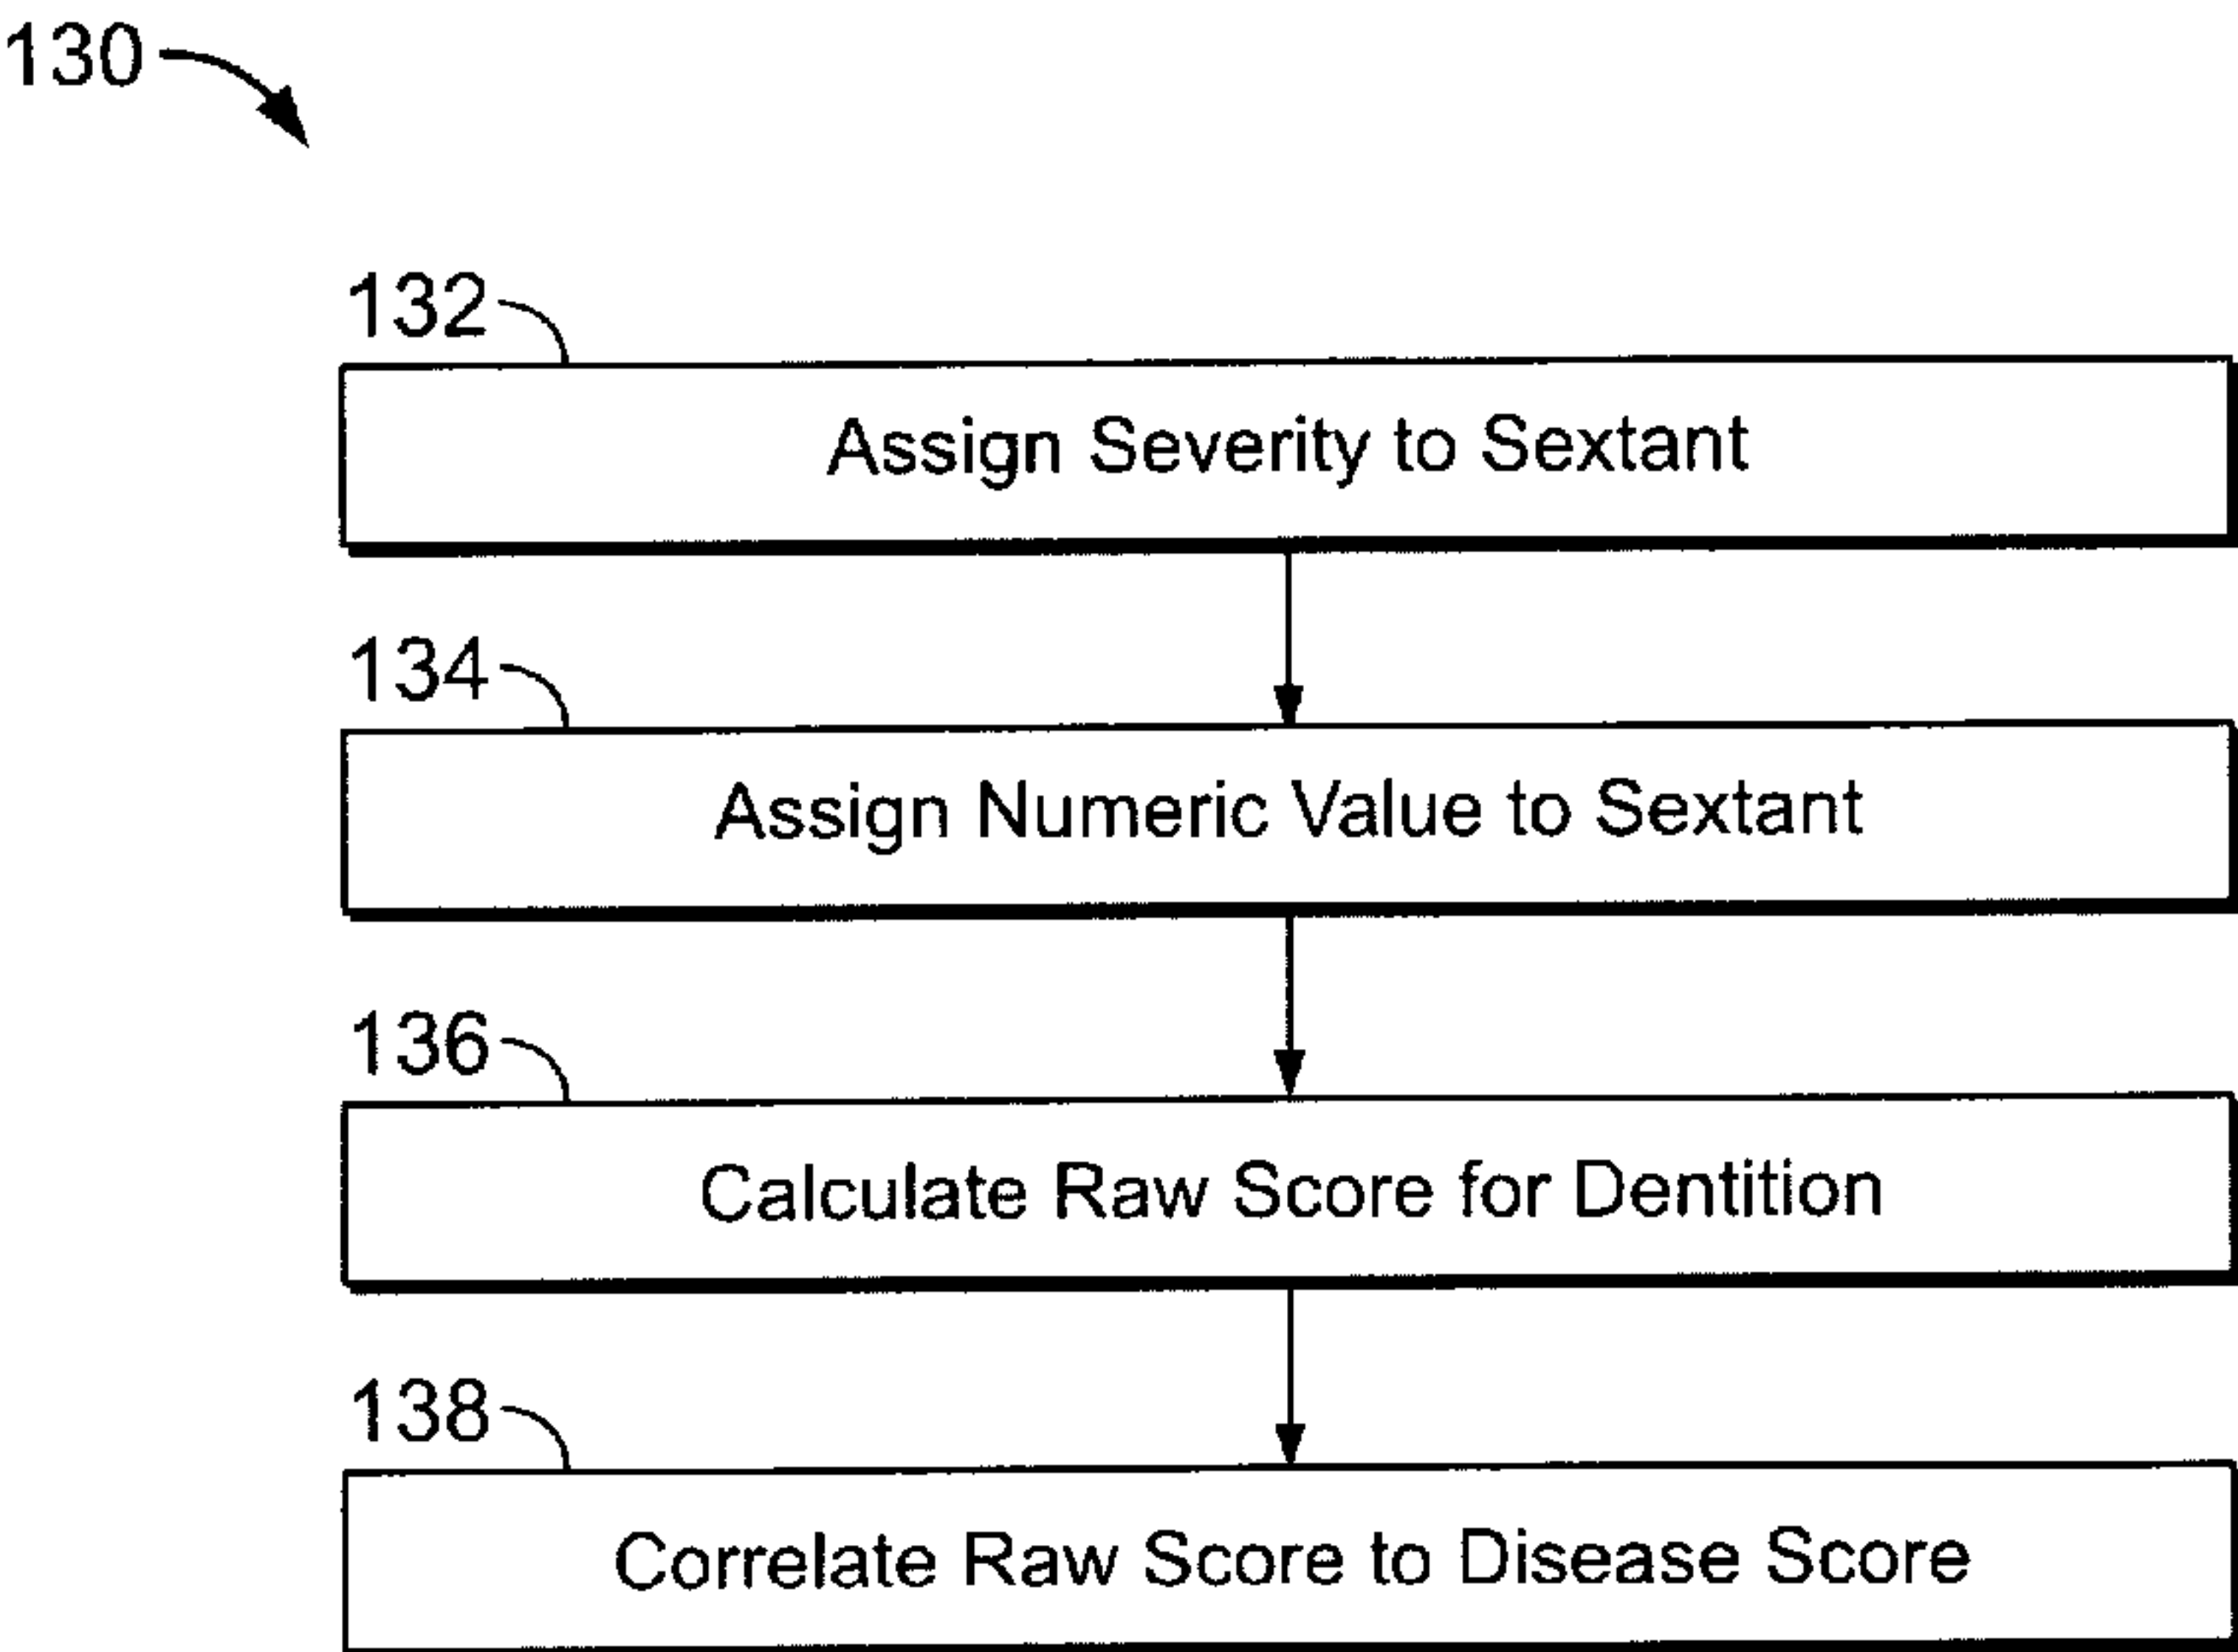 130
132
Assign Severity to Sextant
134
Assign Numeric Value to Sextant
136
Calculate Raw Score for Dentition
138
Correlate Raw Score to Disease Score